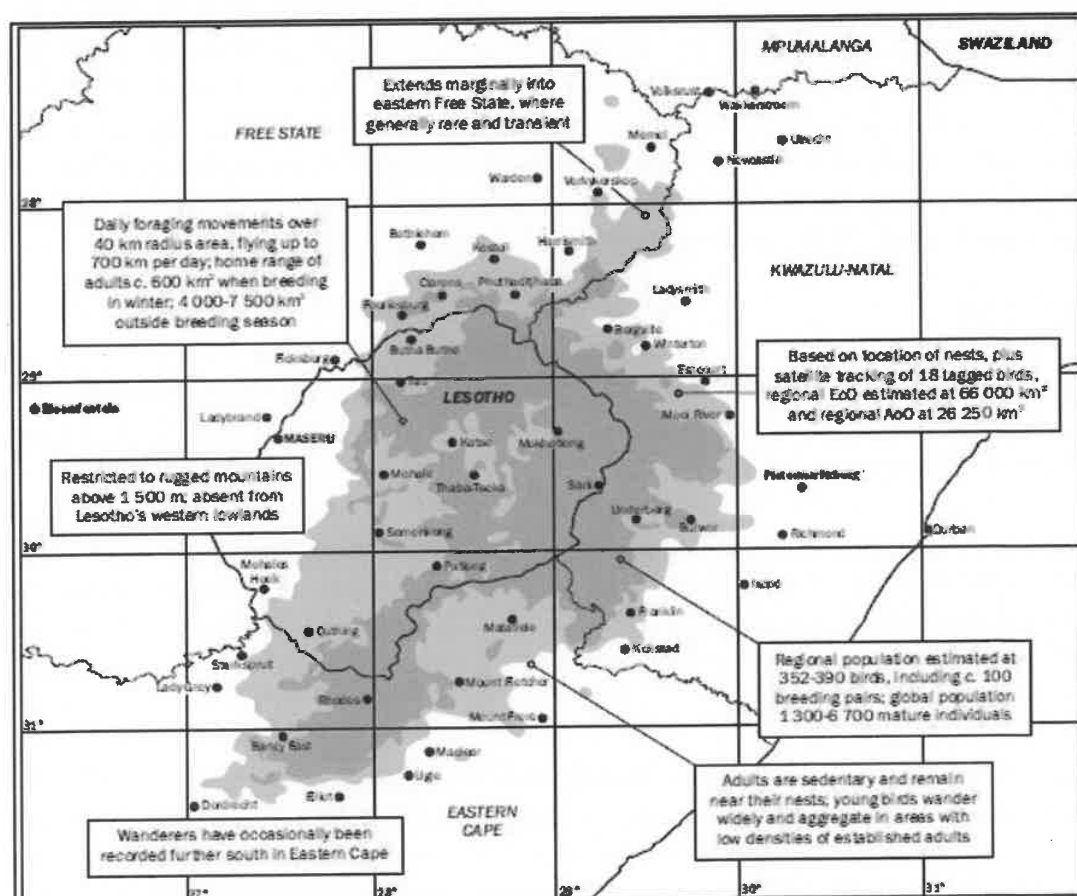 MPUMALANGA
SWAZILAND
Extends marginally into
eastern Free State, where
generally rare and transient
Volksrust
Wakkerstroom
FREE STATE
Memel
Utrecht
Newcastle
Warden
Verkykerskop
28°
Daily foraging movements over
40 km radius area, flying up to
700 km per day; home range of
adults c. 600 km² when breeding
in winter; 4 000-7 500 km²
outside breeding season
Bethlehem
Kestell
Harrismith
KWAZULU-NATAL
Clarens
Phuthaditjhaba
Ladysmith
Fouriesburg
Bergville
Butha Buthe
Winterton
Ficksburg
29°
Estcourt
Based on location of nests, plus
satellite tracking of 18 tagged birds,
regional EoO estimated at 66 000 km²
and regional AoO at 26 250 km²
LESOTHO
Bloemfontein
Ladybrand
Mooi River
MASERU
Katse
Mokhotlong
Restricted to rugged mountains
above 1 500 m; absent from
Lesotho's western lowlands
Mohale
Thaba-Tseka
Sani
Pietermaritzburg
Underberg
Bulwer
Semonkong
Richmond
Durban
30°
Mohales
Hoek
Ixopo
Franklin
Quthing
Matatiele
Kokstad
Sterkspruit
Lady Grey
Mount Fletcher
Regional population estimated at
352-390 birds, including c. 100
breeding pairs; global population
1 300-6 700 mature individuals
Rhodes
Mount Frere
31°
Barkly East
Maclear
Ugie
Adults are sedentary and remain
near their nests; young birds wander
widely and aggregate in areas with
low densities of established adults
Dordrecht
Elliot
EASTERN
CAPE
Wanderers have occasionally been
recorded further south in Eastern Cape
27°
28°
30°
31°